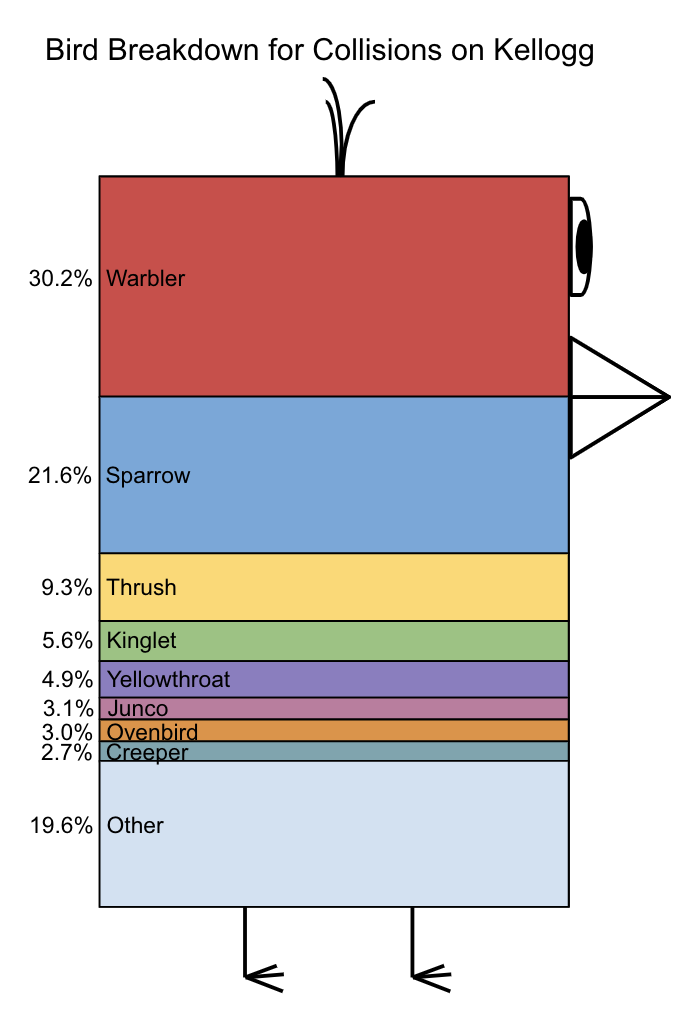 Bird Breakdown for Collisions on Kellogg
30.2% Warbler
21.6% Sparrow
9.3% Thrush
5.6% Kinglet
4.9% Yellowthroat
3.1% Junco
3.0% Ovenbird
2.7% Creeper
19.6% Other